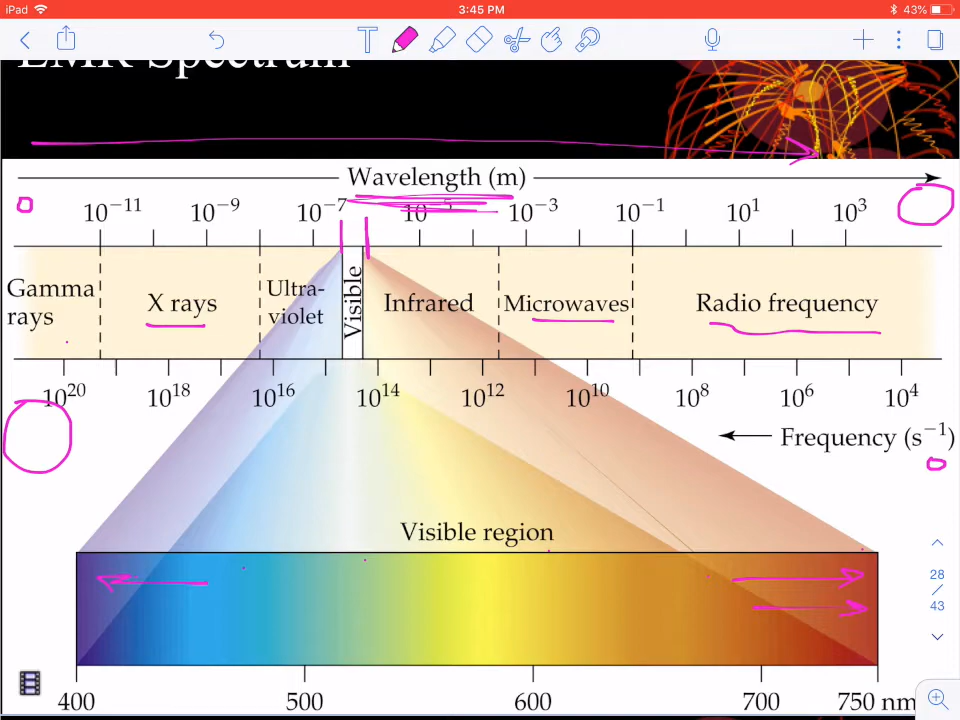 iPad 3:45 PM 43%
EMR Spectrum
Wavelength (m)
10⁻¹¹ 10⁻⁹ 10⁻⁷ 10⁻⁵ 10⁻³ 10⁻¹ 10¹ 10³
Gamma rays X rays Ultra-violet Visible Infrared Microwaves Radio frequency
10²⁰ 10¹⁸ 10¹⁶ 10¹⁴ 10¹² 10¹⁰ 10⁸ 10⁶ 10⁴
Frequency (s⁻¹)
Visible region
28
/
43
400 500 600 700 750 nm